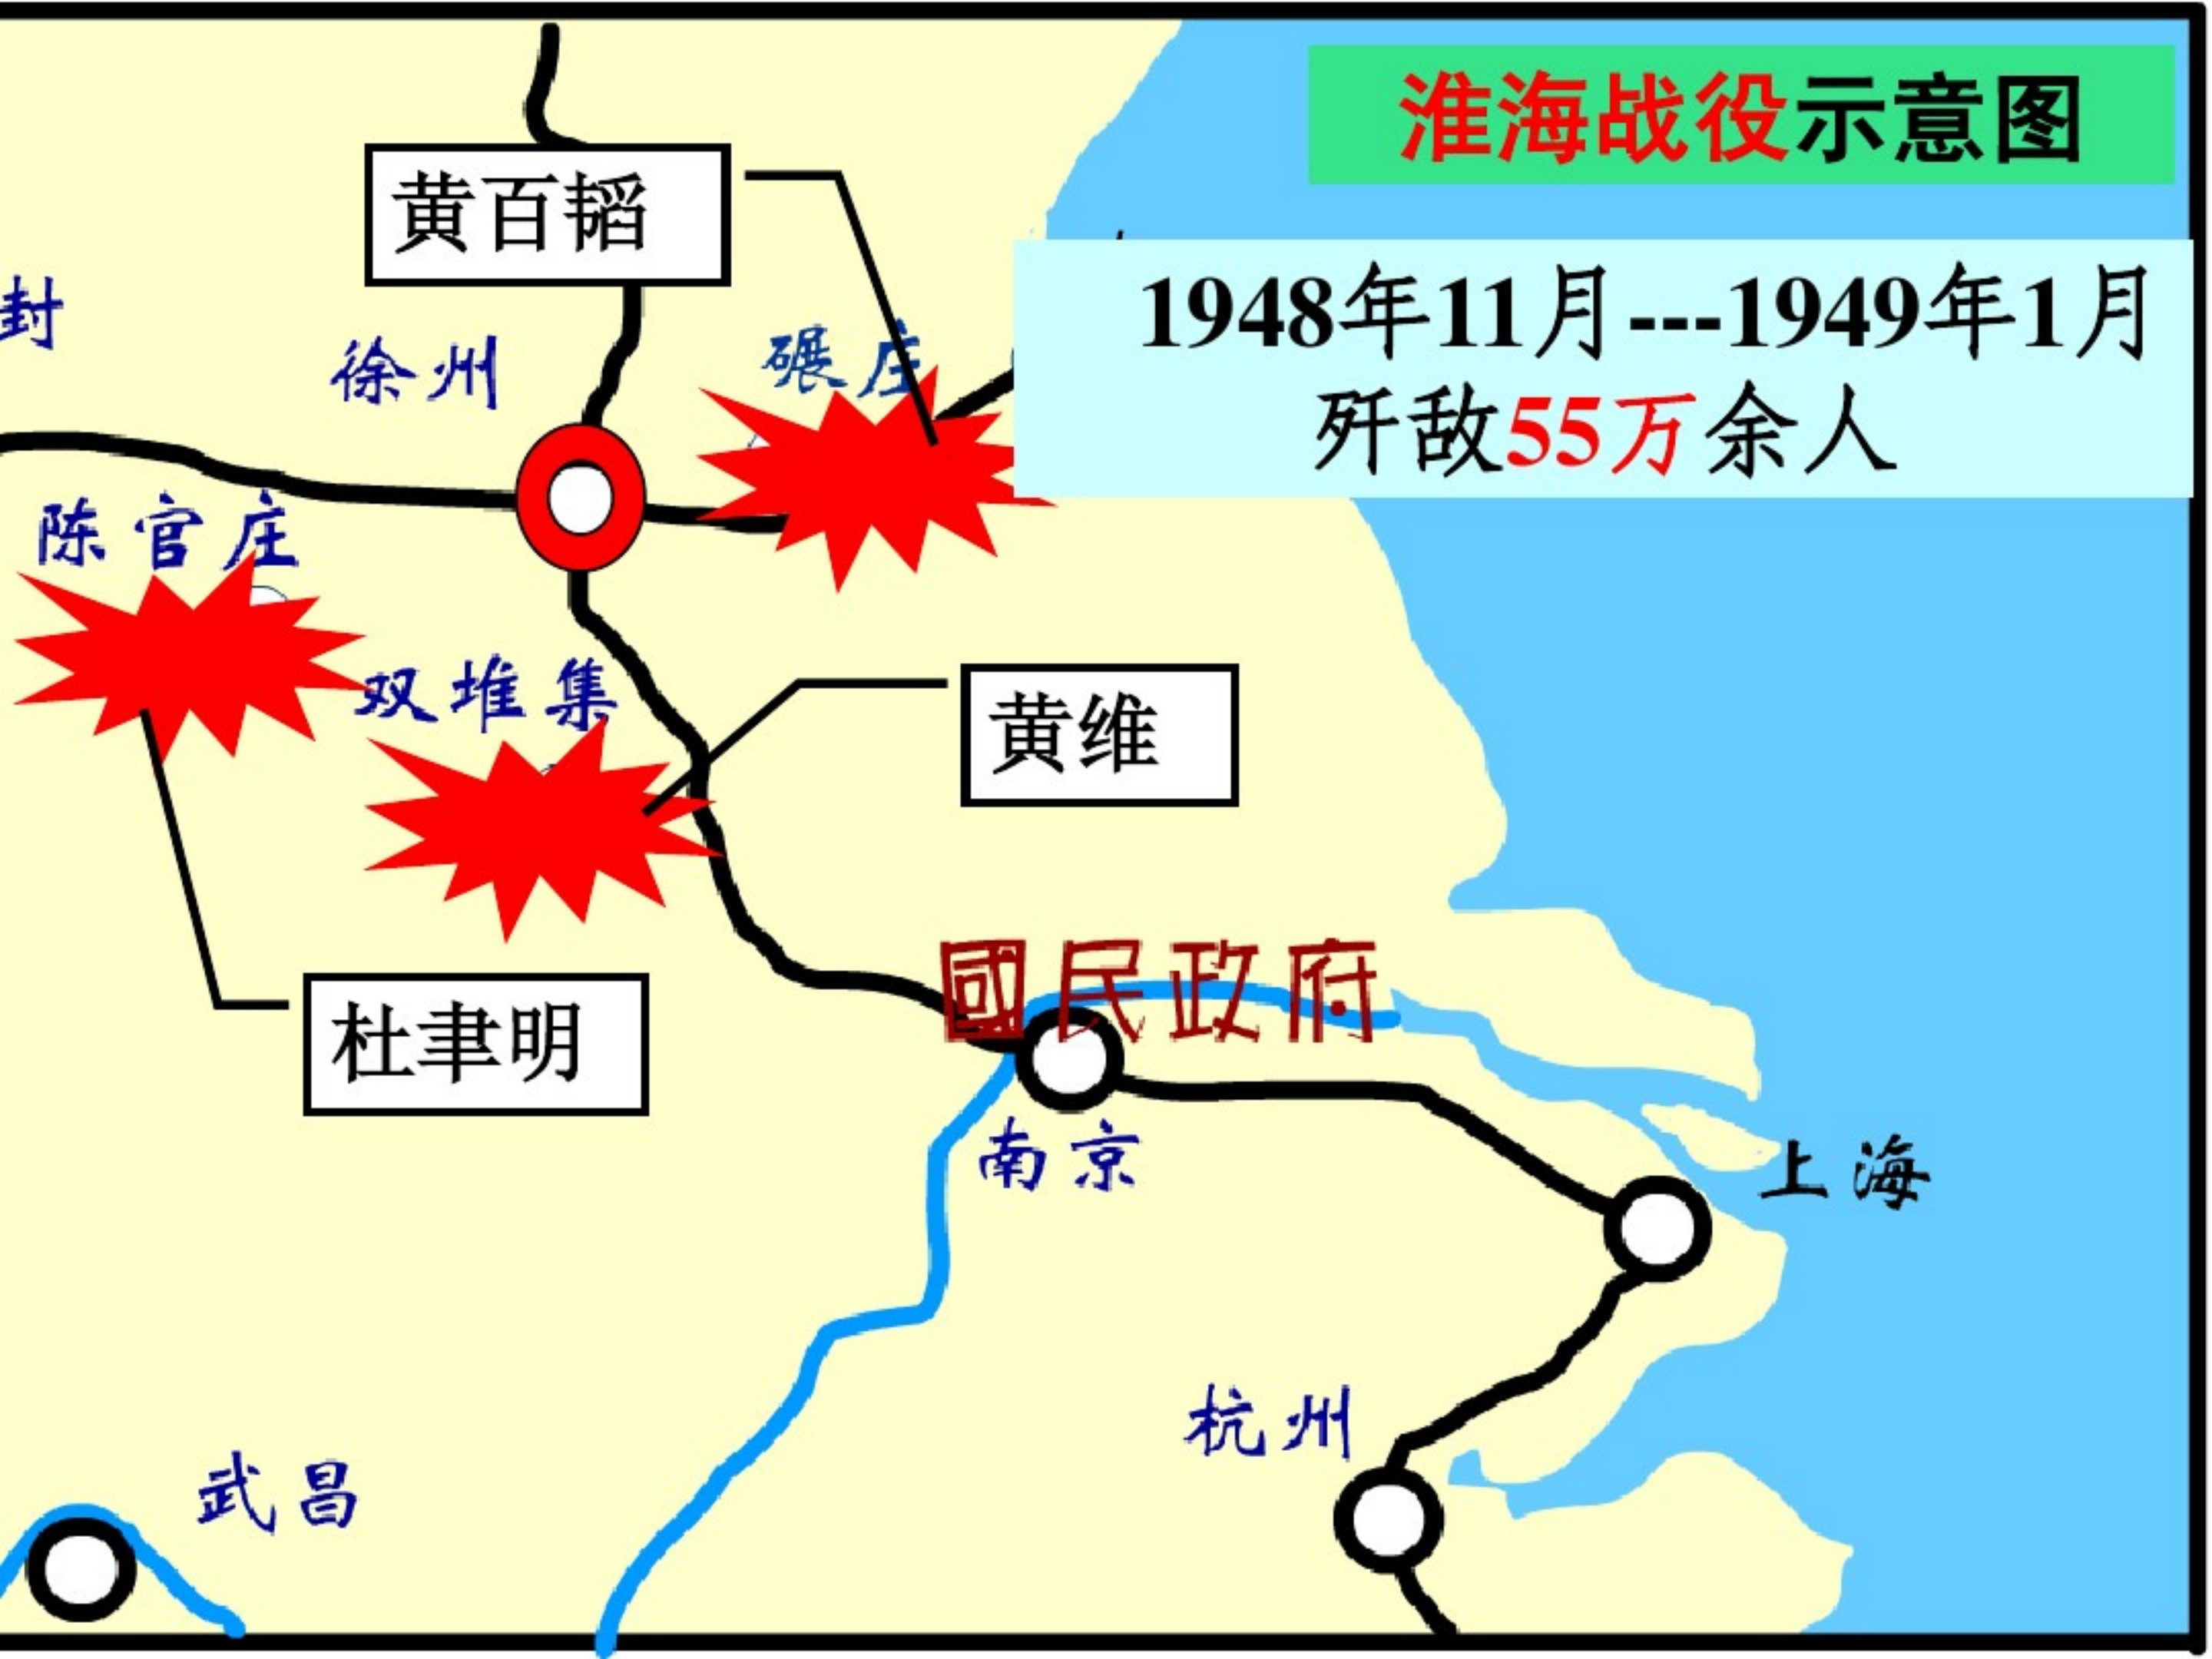 淮海战役示意图
黄百韬
1948年11月---1949年1月
歼敌55万余人
封
徐州
碾庄
陈官庄
双堆集
黄维
國民政府
杜聿明
南京
上海
杭州
武昌